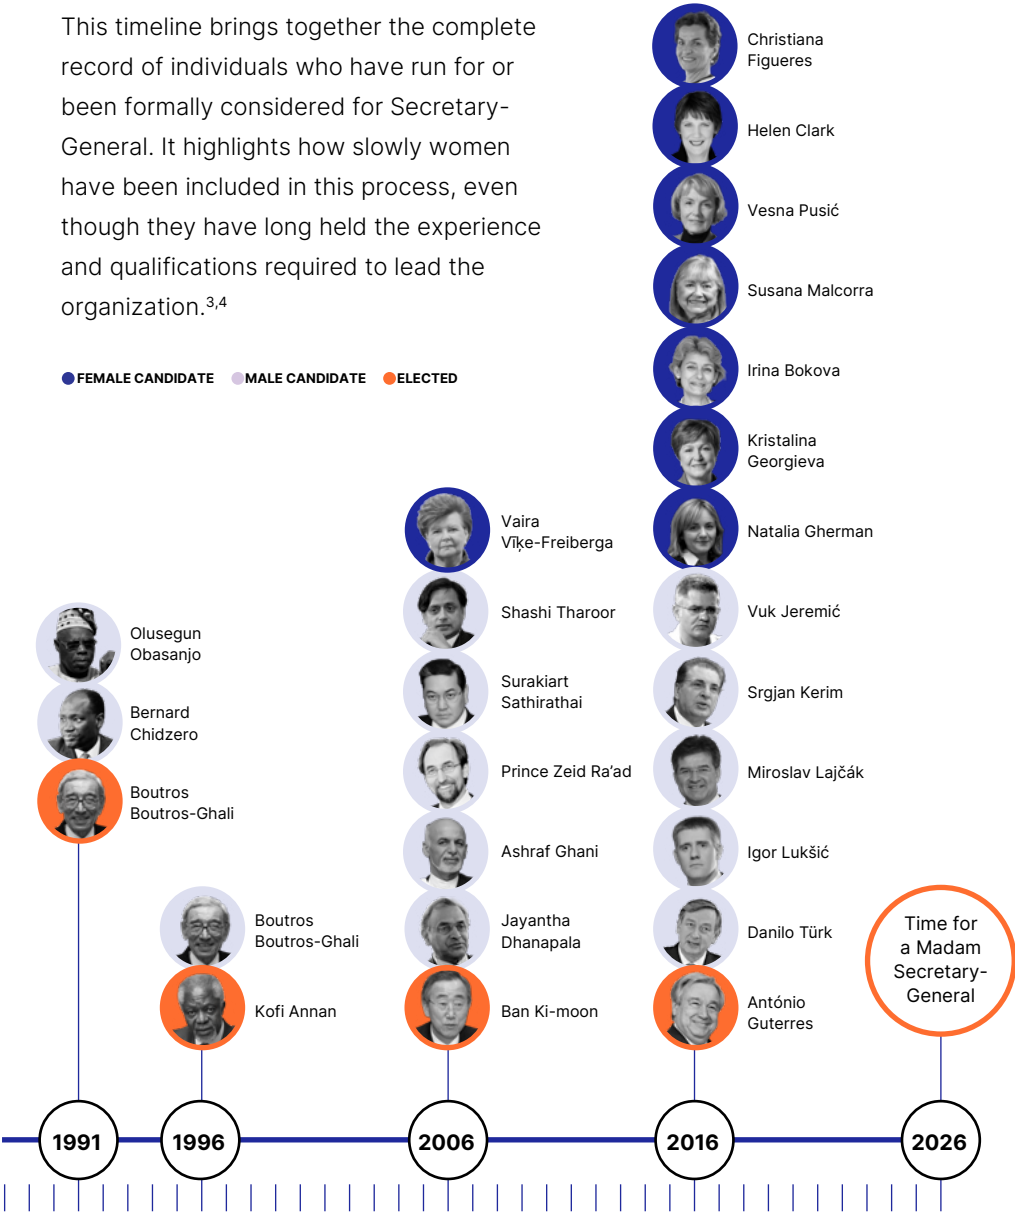 This timeline brings together the complete
record of individuals who have run for or
been formally considered for Secretary-
General. It highlights how slowly women
have been included in this process, even
though they have long held the experience
and qualifications required to lead the
organization.3,4
FEMALE CANDIDATE MALE CANDIDATE ELECTED
Olusegun
Obasanjo
Bernard
Chidzero
Boutros
Boutros-Ghali
Boutros
Boutros-Ghali
Kofi Annan
Vaira
Vīķe-Freiberga
Shashi Tharoor
Surakiart
Sathirathai
Prince Zeid Ra’ad
Ashraf Ghani
Jayantha
Dhanapala
Ban Ki-moon
Christiana
Figueres
Helen Clark
Vesna Pusić
Susana Malcorra
Irina Bokova
Kristalina
Georgieva
Natalia Gherman
Vuk Jeremić
Srgjan Kerim
Miroslav Lajčák
Igor Lukšić
Danilo Türk
António
Guterres
Time for
a Madam
Secretary-
General
1991 1996 2006 2016 2026